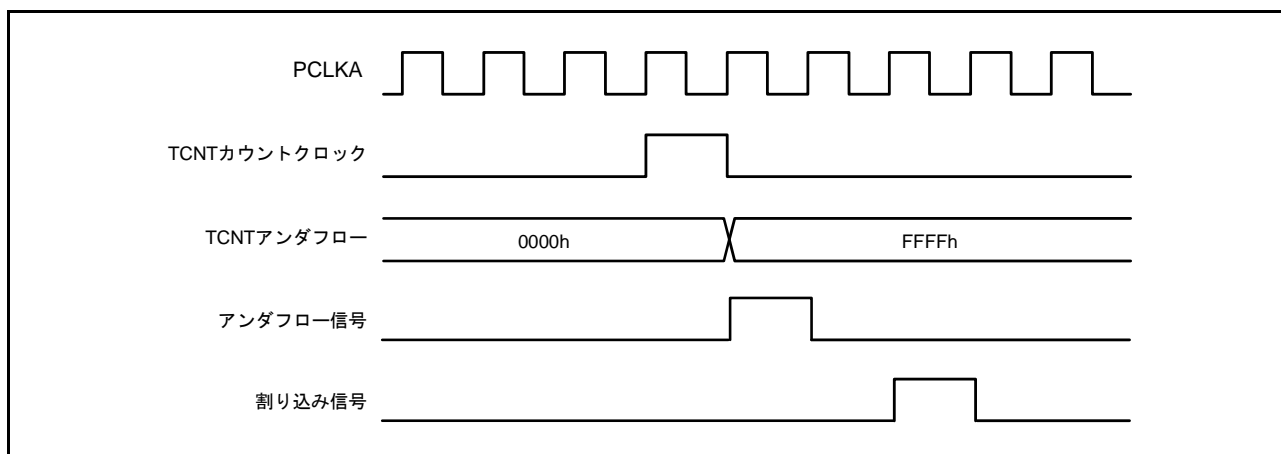 PCLKA
TCNTカウントクロック
TCNTアンダフロー
0000h
FFFFh
アンダフロー信号
割り込み信号